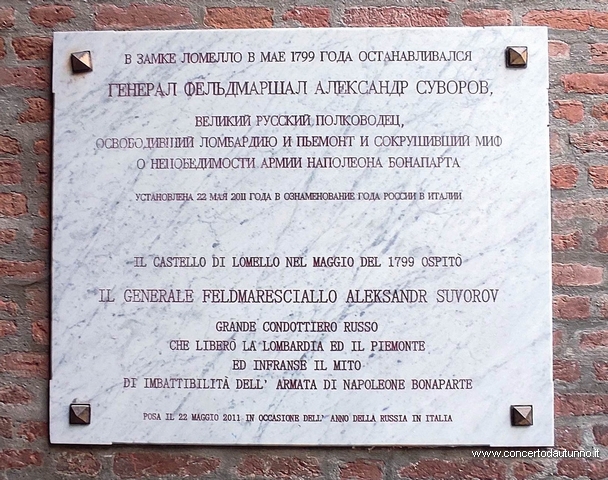 В ЗАМКЕ ЛОМЕЛЛО В МАЕ 1799 ГОДА ОСТАНАВЛИВАЛСЯ
ГЕНЕРАЛ ФЕЛЬДМАРШАЛ АЛЕКСАНДР СУВОРОВ,
ВЕЛИКИЙ РУССКИЙ ПОЛКОВОДЕЦ,
ОСВОБОДИВШИЙ ЛОМБАРДИЮ И ПЬЕМОНТ И СОКРУШИВШИЙ МИФ
О НЕПОБЕДИМОСТИ АРМИИ НАПОЛЕОНА БОНАПАРТА
УСТАНОВЛЕНА 22 МАЯ 2011 ГОДА В ОЗНАМЕНОВАНИЕ ГОДА РОССИИ В ИТАЛИИ
IL CASTELLO DI LOMELLO NEL MAGGIO DEL 1799 OSPITÒ
IL GENERALE FELDMARESCIALLO ALEKSANDR SUVOROV
GRANDE CONDOTTIERO RUSSO
CHE LIBERÒ LA LOMBARDIA ED IL PIEMONTE
ED INFRANSE IL MITO
DI IMBATTIBILITÀ DELL' ARMATA DI NAPOLEONE BONAPARTE
POSA IL 22 MAGGIO 2011 IN OCCASIONE DELL' ANNO DELLA RUSSIA IN ITALIA
www.concertodautunno.it